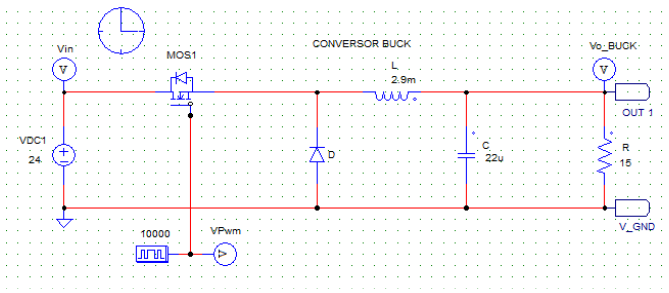 Vin
MOS1
CONVERSOR BUCK
Vo_BUCK
V
L
2.9m
V
OUT 1
VDC1
24
D
C
22u
R
15
V_GND
10000
VPwm
V